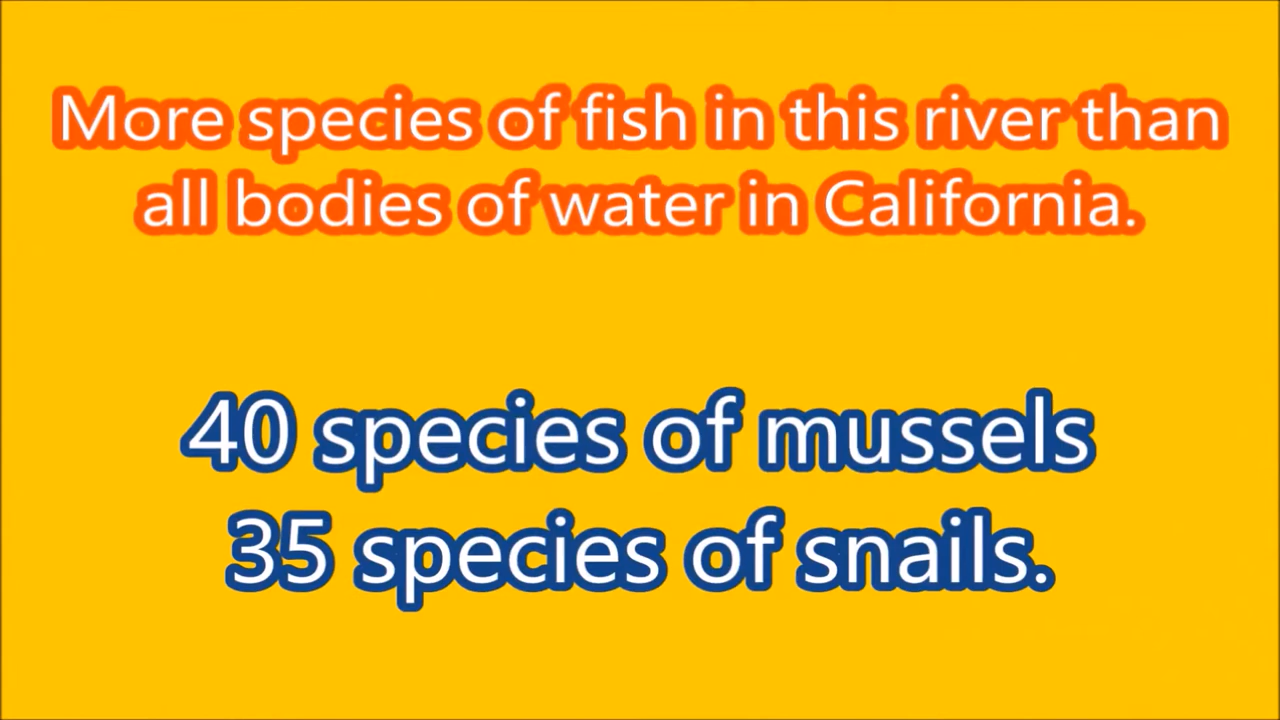 More species of fish in this river than
all bodies of water in California.
40 species of mussels
35 species of snails.